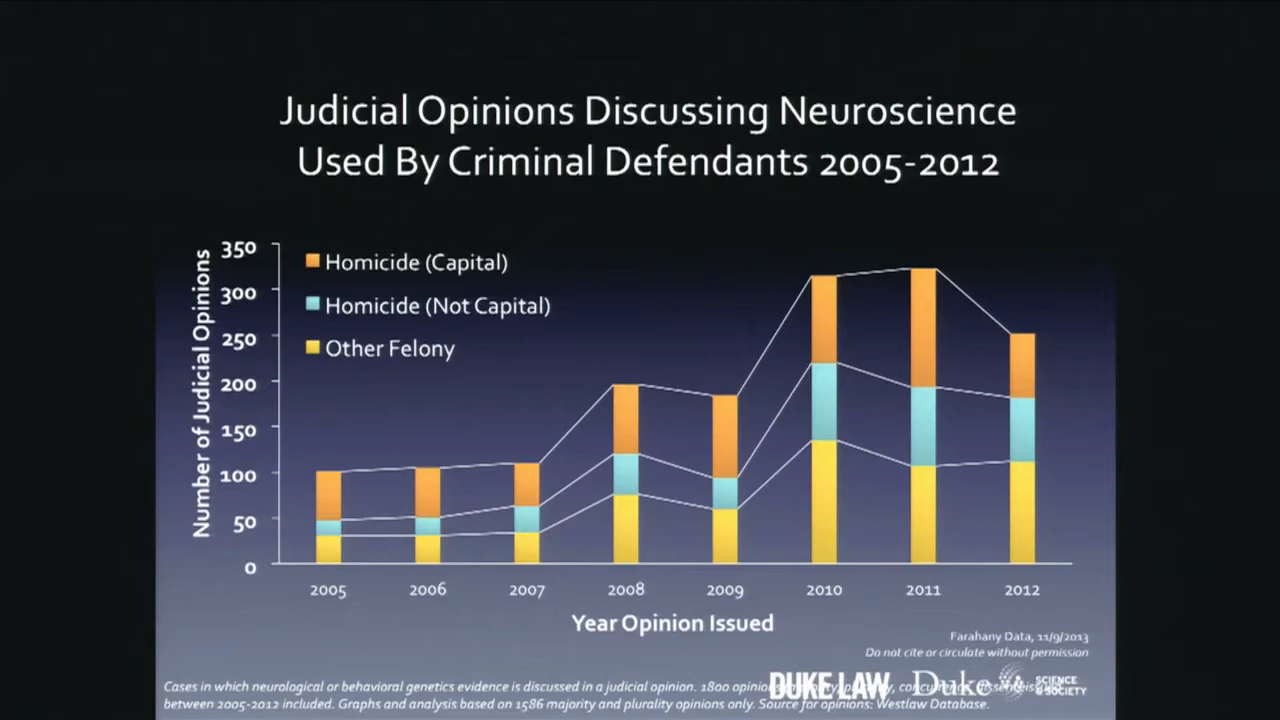 Judicial Opinions Discussing Neuroscience
Used By Criminal Defendants 2005-2012
Number of Judicial Opinions
350
300
250
200
150
100
50
0
Homicide (Capital)
Homicide (Not Capital)
Other Felony
2005 2006 2007 2008 2009 2010 2011 2012
Year Opinion Issued
Farahany Data, 11/9/2013
Do not cite or circulate without permission
DUKE LAW Duke SCIENCE & SOCIETY
Cases in which neurological or behavioral genetics evidence is discussed in a judicial opinion. 1800
between 2005-2012 included. Graphs and analysis based on 1586 majority and plurality opinions only. Source for opinions: Westlaw Database.